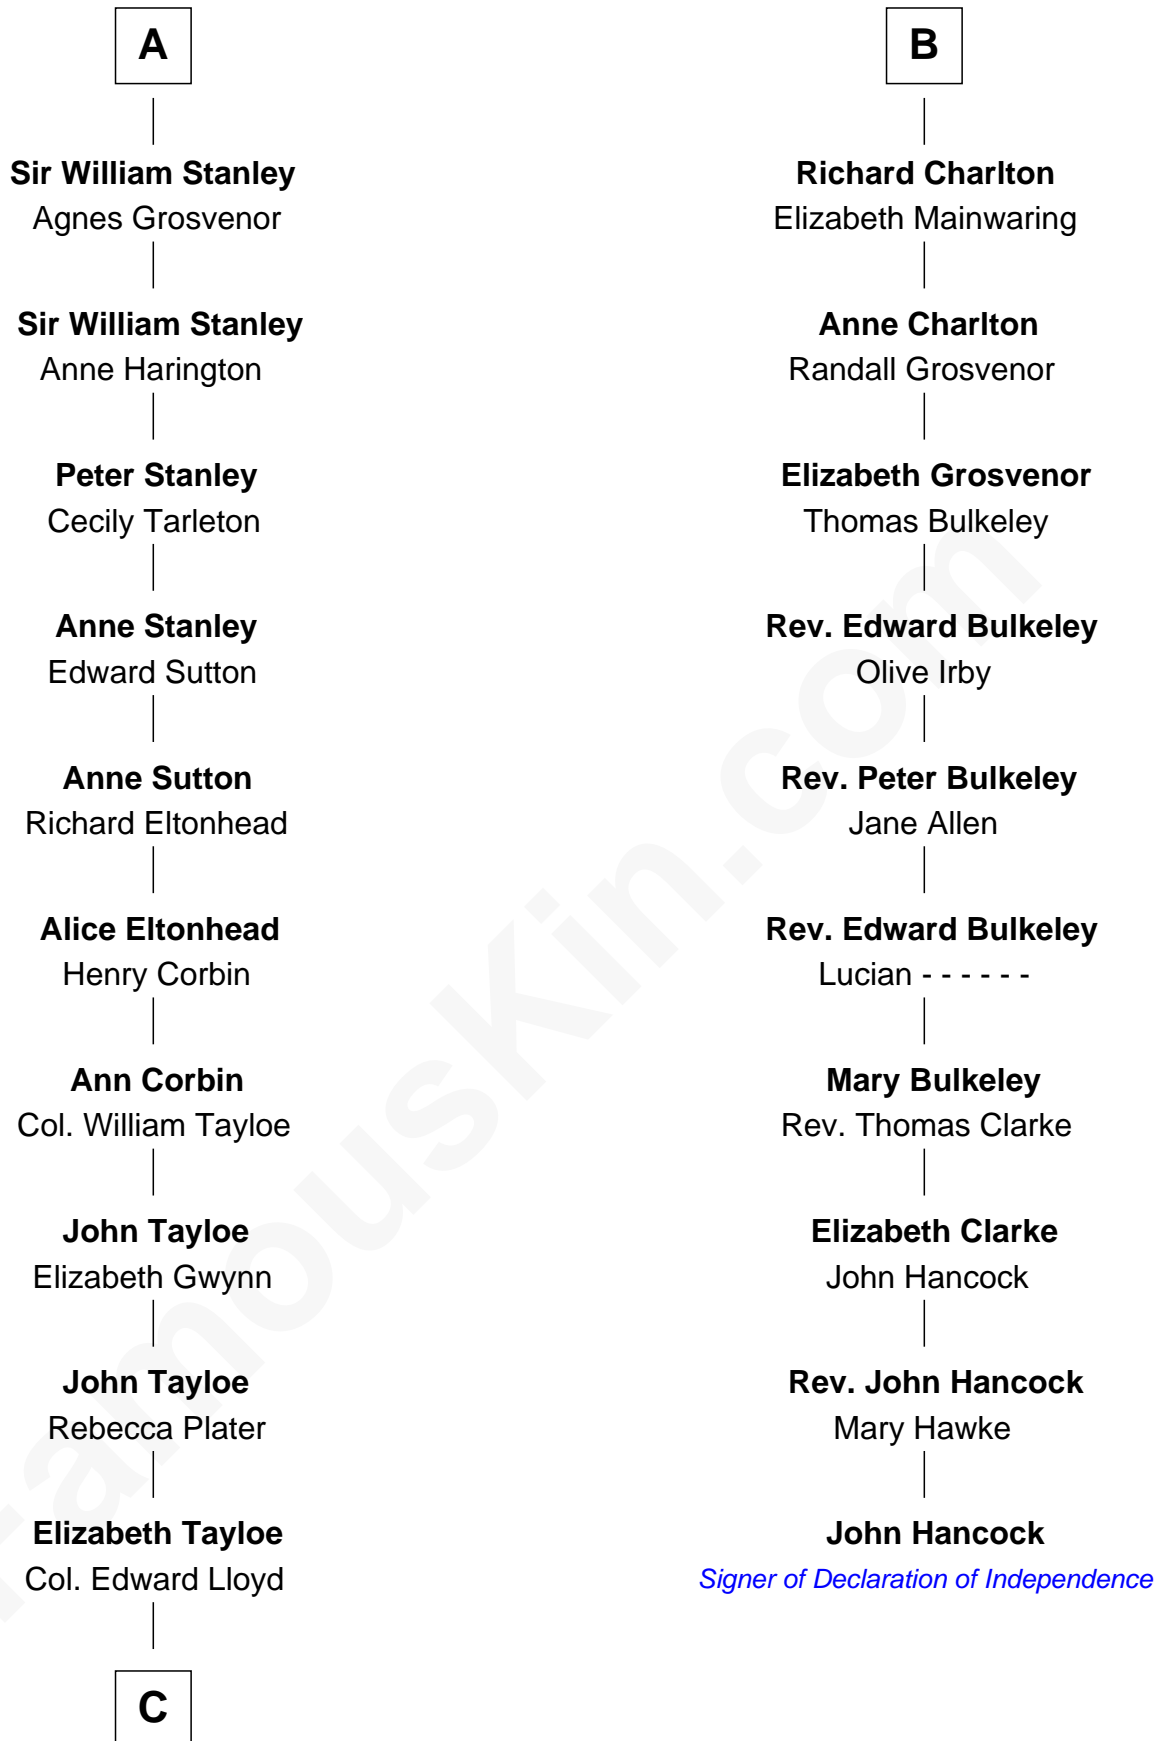 A
Sir William Stanley
Agnes Grosvenor
Sir William Stanley
Anne Harington
Peter Stanley
Cecily Tarleton
Anne Stanley
Edward Sutton
Anne Sutton
Richard Eltonhead
Alice Eltonhead
Henry Corbin
Ann Corbin
Col. William Tayloe
John Tayloe
Elizabeth Gwynn
John Tayloe
Rebecca Plater
Elizabeth Tayloe
Col. Edward Lloyd
C
B
Richard Charlton
Elizabeth Mainwaring
Anne Charlton
Randall Grosvenor
Elizabeth Grosvenor
Thomas Bulkeley
Rev. Edward Bulkeley
Olive Irby
Rev. Peter Bulkeley
Jane Allen
Rev. Edward Bulkeley
Lucian - - - - - -
Mary Bulkeley
Rev. Thomas Clarke
Elizabeth Clarke
John Hancock
Rev. John Hancock
Mary Hawke
John Hancock
Signer of Declaration of Independence
FamousKin.com